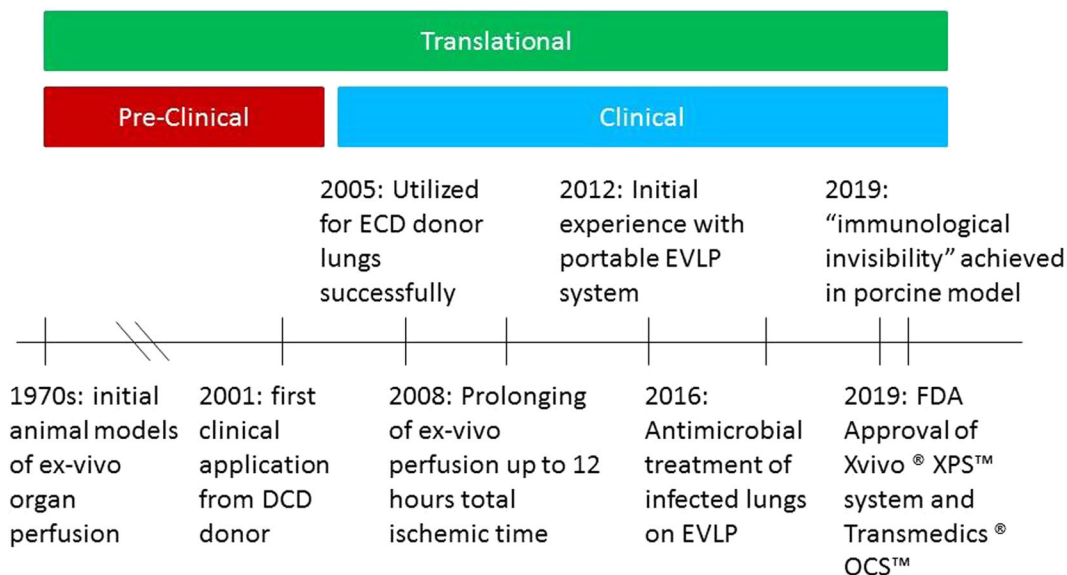 Translational
Pre-Clinical
Clinical
2005: Utilized
for ECD donor
lungs
successfully
2012: Initial
experience with
portable EVLP
system
2019:
“immunological
invisibility” achieved
in porcine model
1970s: initial
animal models
of ex-vivo
organ
perfusion
2001: first
clinical
application
from DCD
donor
2008: Prolonging
of ex-vivo
perfusion up to 12
hours total
ischemic time
2016:
Antimicrobial
treatment of
infected lungs
on EVLP
2019: FDA
Approval of
Xvivo ® XPS™
system and
Transmedics ®
OCS™